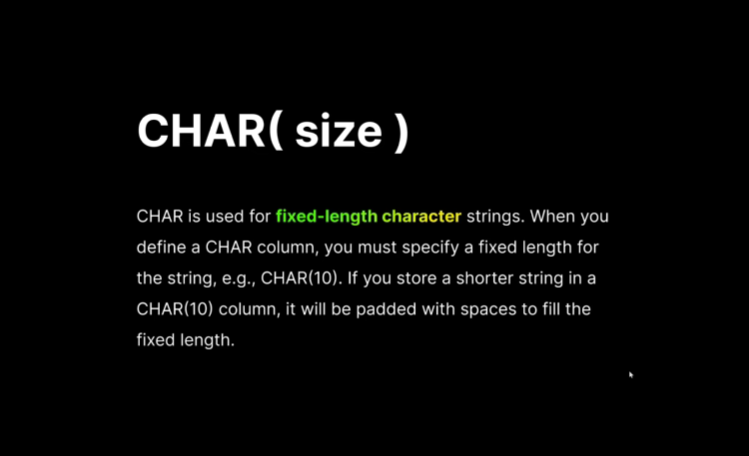 CHAR( size )
CHAR is used for fixed-length character strings. When you
define a CHAR column, you must specify a fixed length for
the string, e.g., CHAR(10). If you store a shorter string in a
CHAR(10) column, it will be padded with spaces to fill the
fixed length.